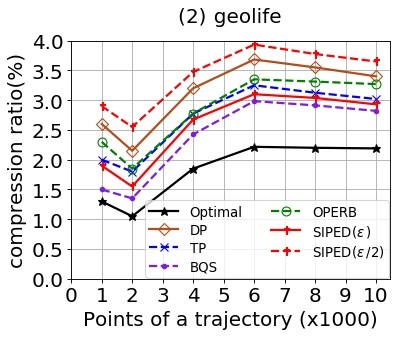 (2) geolife
compression ratio(%)
4.0
3.5
3.0
2.5
2.0
1.5
1.0
0.5
0.0
Optimal
DP
TP
BQS
OPERB
SIPED(ε)
SIPED(ε/2)
0 1 2 3 4 5 6 7 8 9 10
Points of a trajectory (x1000)